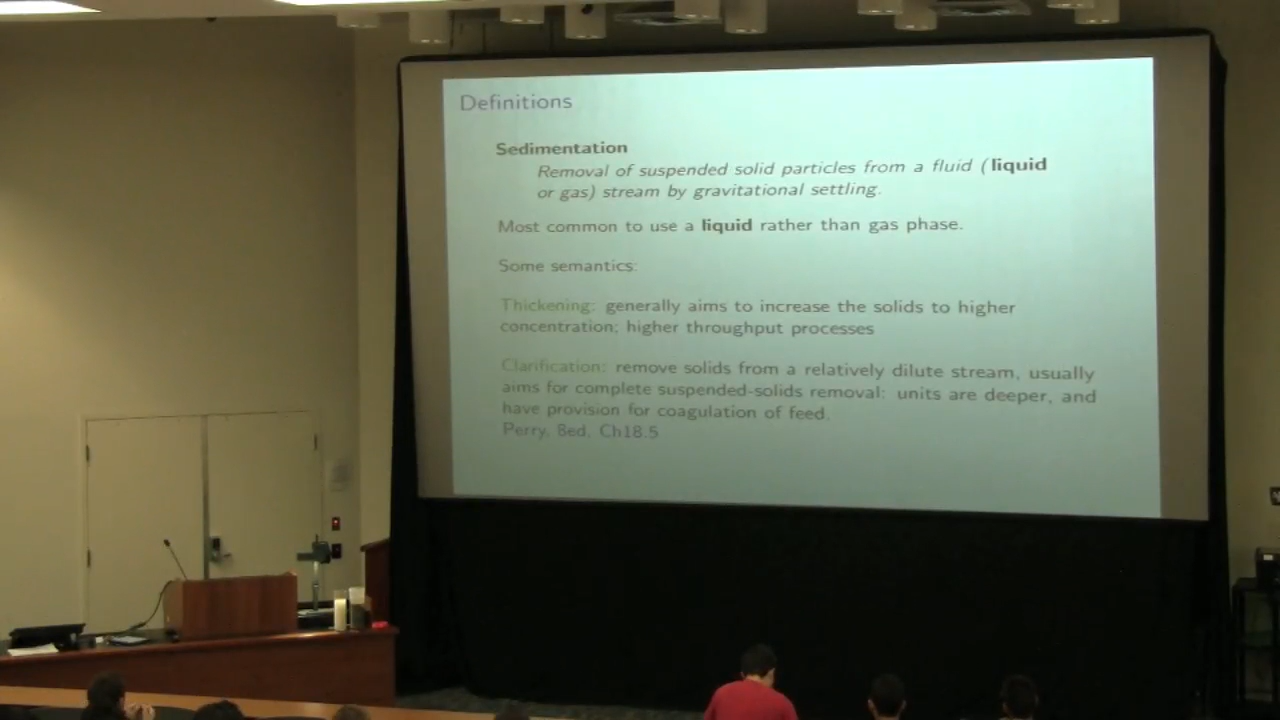 Definitions
Sedimentation
Removal of suspended solid particles from a fluid (liquid
or gas) stream by gravitational settling.
Most common to use a liquid rather than gas phase.
Some semantics:
Thickening: generally aims to increase the solids to higher
concentration; higher throughput processes
Clarification: remove solids from a relatively dilute stream, usually
aims for complete suspended-solids removal: units are deeper, and
have provision for coagulation of feed.
Perry, 8ed, Ch18.5